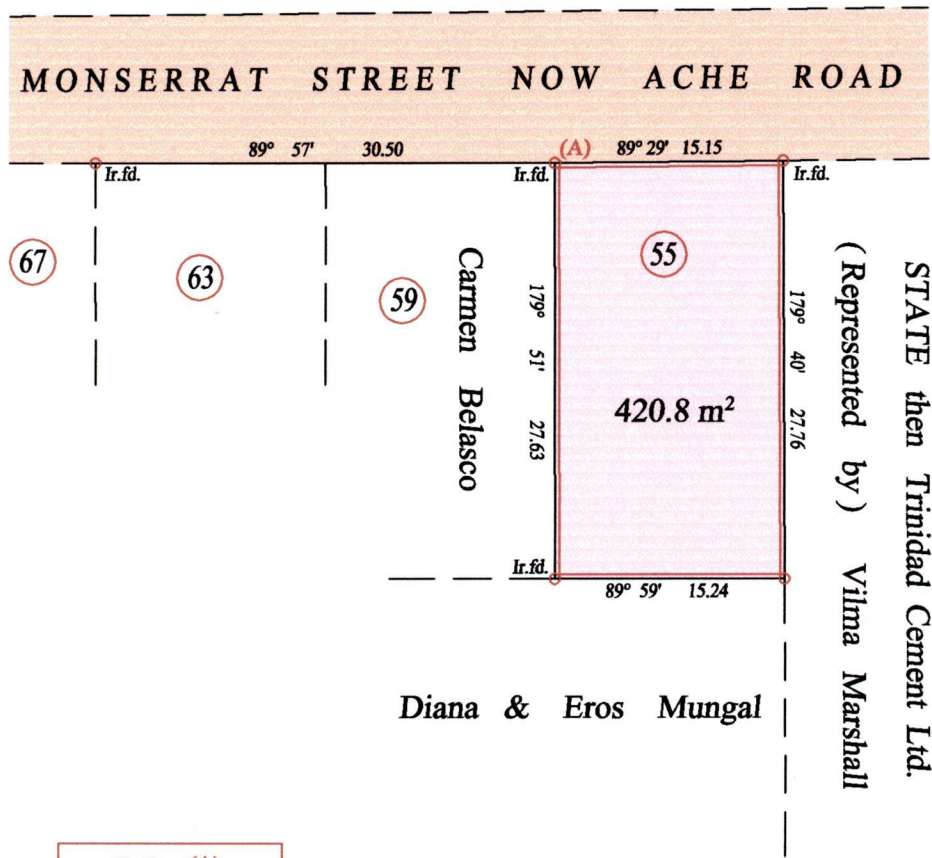 MONSERRAT STREET NOW ACHE ROAD
89° 57' 30.50
(A) 89° 29' 15.15
Ir.fd.
Ir.fd.
Ir.fd.
67
63
59
55
Carmen Belasco
179° 51' 27.63
420.8 m²
179° 40' 27.76
STATE then Trinidad Cement Ltd.
(Represented by) Vilma Marshall
Ir.fd.
89° 59' 15.24
Diana & Eros Mungal